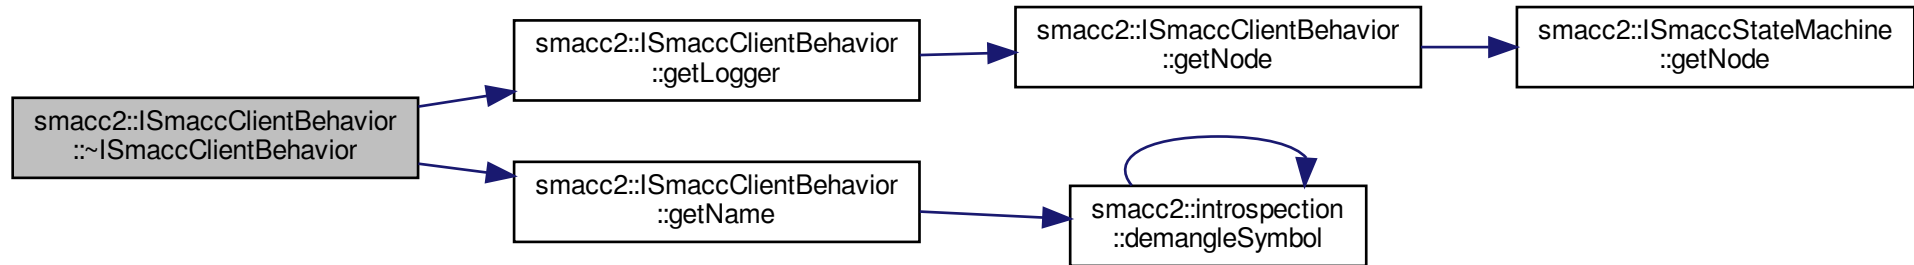 smacc2::ISmaccClientBehavior
::~ISmaccClientBehavior
smacc2::ISmaccClientBehavior
::getLogger
smacc2::ISmaccClientBehavior
::getNode
smacc2::ISmaccStateMachine
::getNode
smacc2::ISmaccClientBehavior
::getName
smacc2::introspection
::demangleSymbol